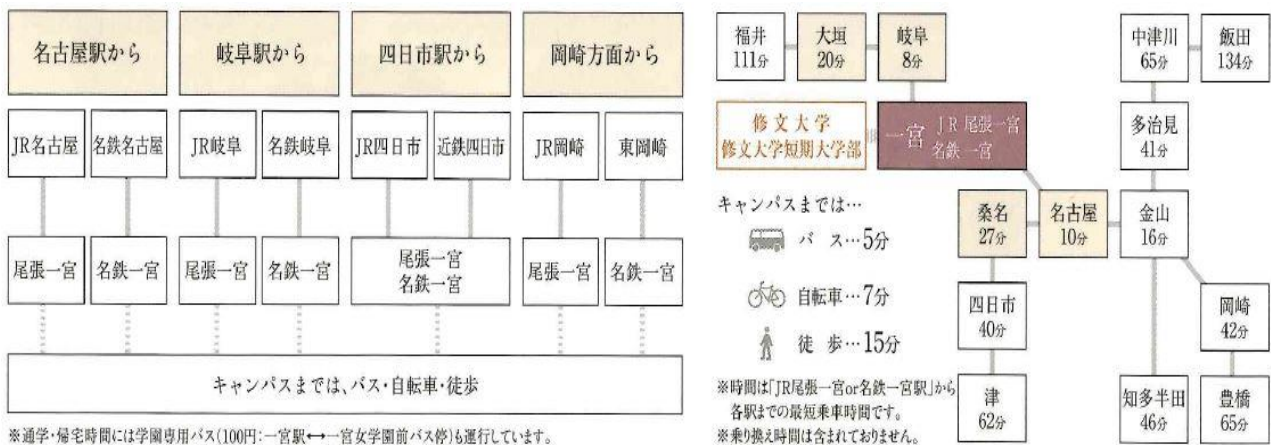 名古屋駅から
岐阜駅から
四日市駅から
岡崎方面から
JR名古屋
名鉄名古屋
JR岐阜
名鉄岐阜
JR四日市
近鉄四日市
JR岡崎
東岡崎
尾張一宮
名鉄一宮
尾張一宮
名鉄一宮
尾張一宮
名鉄一宮
尾張一宮
名鉄一宮
キャンパスまでは、バス・自転車・徒歩
※通学・帰宅時間には学園専用バス(100円:一宮駅↔一宮女学園前バス停)も運行しています。
福井
111分
大垣
20分
岐阜
8分
中津川
65分
飯田
134分
修文大学
修文大学短期大学部
一宮
JR 尾張一宮
名鉄 一宮
多治見
41分
キャンパスまでは…
バス…5分
自転車…7分
徒歩…15分
桑名
27分
名古屋
10分
金山
16分
四日市
40分
岡崎
42分
津
62分
知多半田
46分
豊橋
65分
※時間は「JR尾張一宮or名鉄一宮駅」から
各駅までの最短乗車時間です。
※乗り換え時間は含まれておりません。